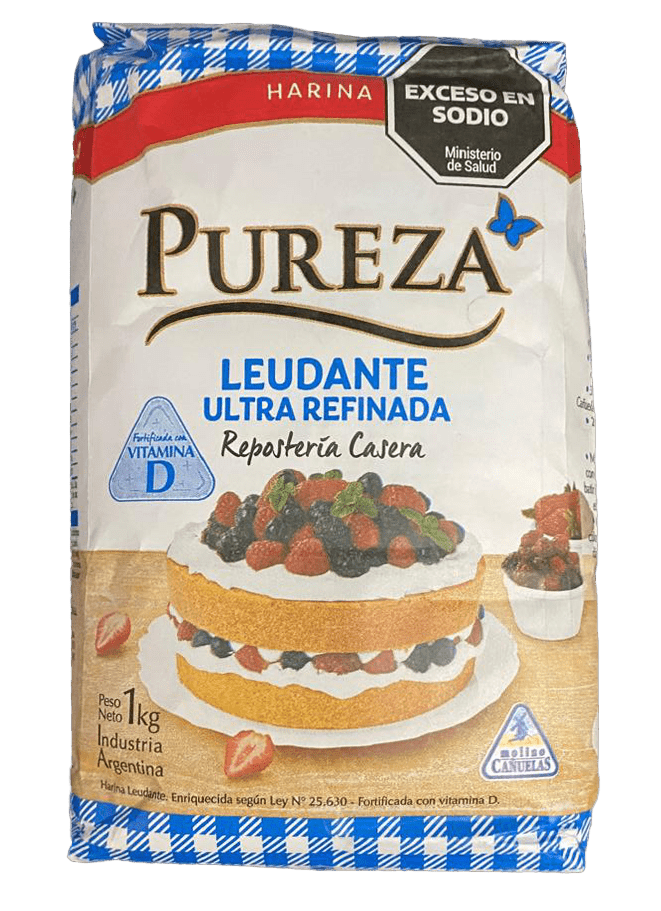 HARINA
EXCESO EN
SODIO
Ministerio
de Salud
PUREZA
LEUDANTE
ULTRA REFINADA
Repostería Casera
Fortificada con
VITAMINA
D
Peso
Neto 1kg
Industria
Argentina
molino
CAÑUELAS
Harina Leudante. Enriquecida según Ley N° 25.630 - Fortificada con vitamina D.